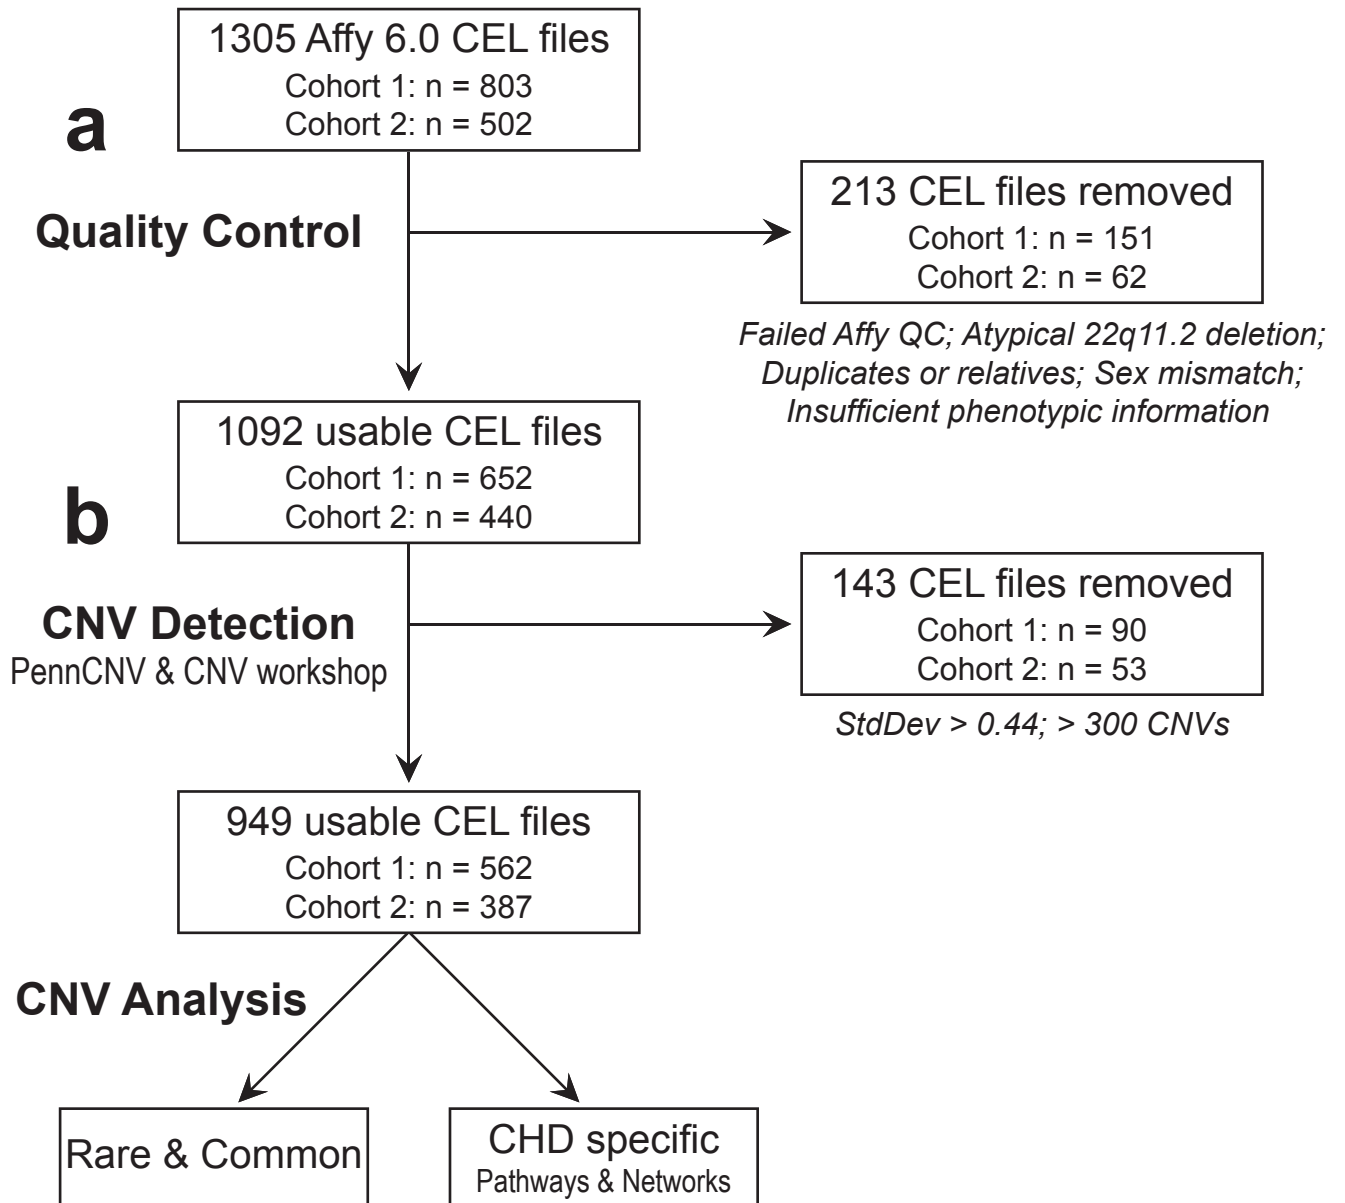 1305 Affy 6.0 CEL files
Cohort 1: n = 803
Cohort 2: n = 502
a
Quality Control
213 CEL files removed
Cohort 1: n = 151
Cohort 2: n = 62
Failed Affy QC; Atypical 22q11.2 deletion;
Duplicates or relatives; Sex mismatch;
Insufficient phenotypic information
1092 usable CEL files
Cohort 1: n = 652
Cohort 2: n = 440
b
CNV Detection
PennCNV & CNV workshop
143 CEL files removed
Cohort 1: n = 90
Cohort 2: n = 53
StdDev > 0.44; > 300 CNVs
949 usable CEL files
Cohort 1: n = 562
Cohort 2: n = 387
CNV Analysis
Rare & Common
CHD specific
Pathways & Networks